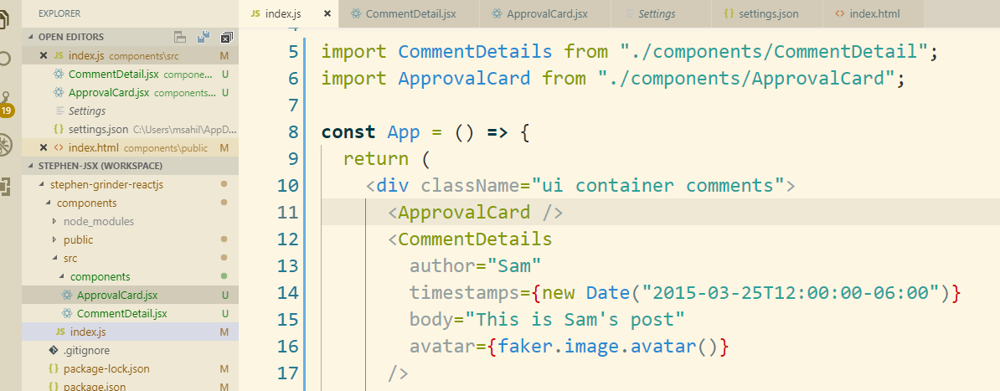 EXPLORER
OPEN EDITORS
index.js components\src M
CommentDetail.jsx compone... U
ApprovalCard.jsx components... U
Settings
settings.json C:\Users\msahil\AppD...
index.html components\public M
19
STEPHEN-JSX (WORKSPACE)
stephen-grinder-reactjs
components
node_modules
public
src
components
ApprovalCard.jsx U
CommentDetail.jsx U
JS index.js M
.gitignore
{} package-lock.json M
{} package.json M
JS index.js × CommentDetail.jsx ApprovalCard.jsx Settings {} settings.json <> index.html
5 import CommentDetails from "./components/CommentDetail";
6 import ApprovalCard from "./components/ApprovalCard";
7
8 const App = () => {
9 return (
10 <div className="ui container comments">
11 <ApprovalCard />
12 <CommentDetails
13 author="Sam"
14 timestamps={new Date("2015-03-25T12:00:00-06:00")}
15 body="This is Sam's post"
16 avatar={faker.image.avatar()}
17 />